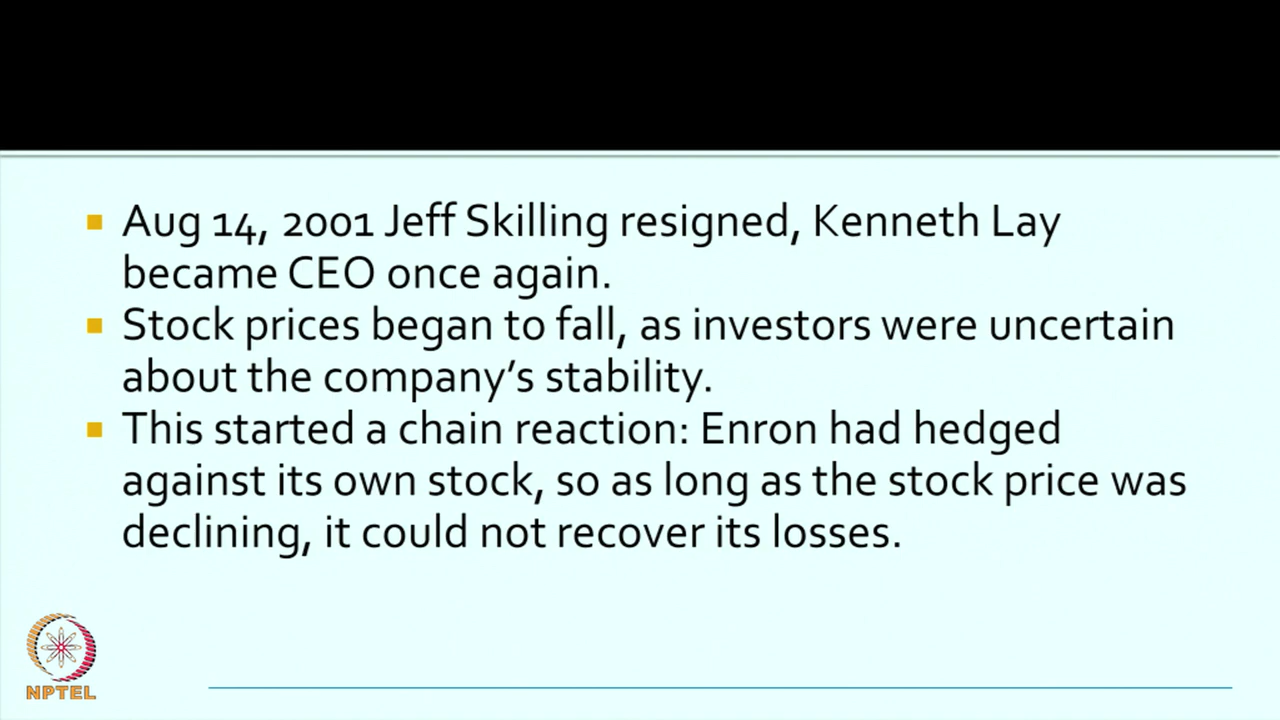 Aug 14, 2001 Jeff Skilling resigned, Kenneth Lay
became CEO once again.
Stock prices began to fall, as investors were uncertain
about the company's stability.
This started a chain reaction: Enron had hedged
against its own stock, so as long as the stock price was
declining, it could not recover its losses.
NPTEL